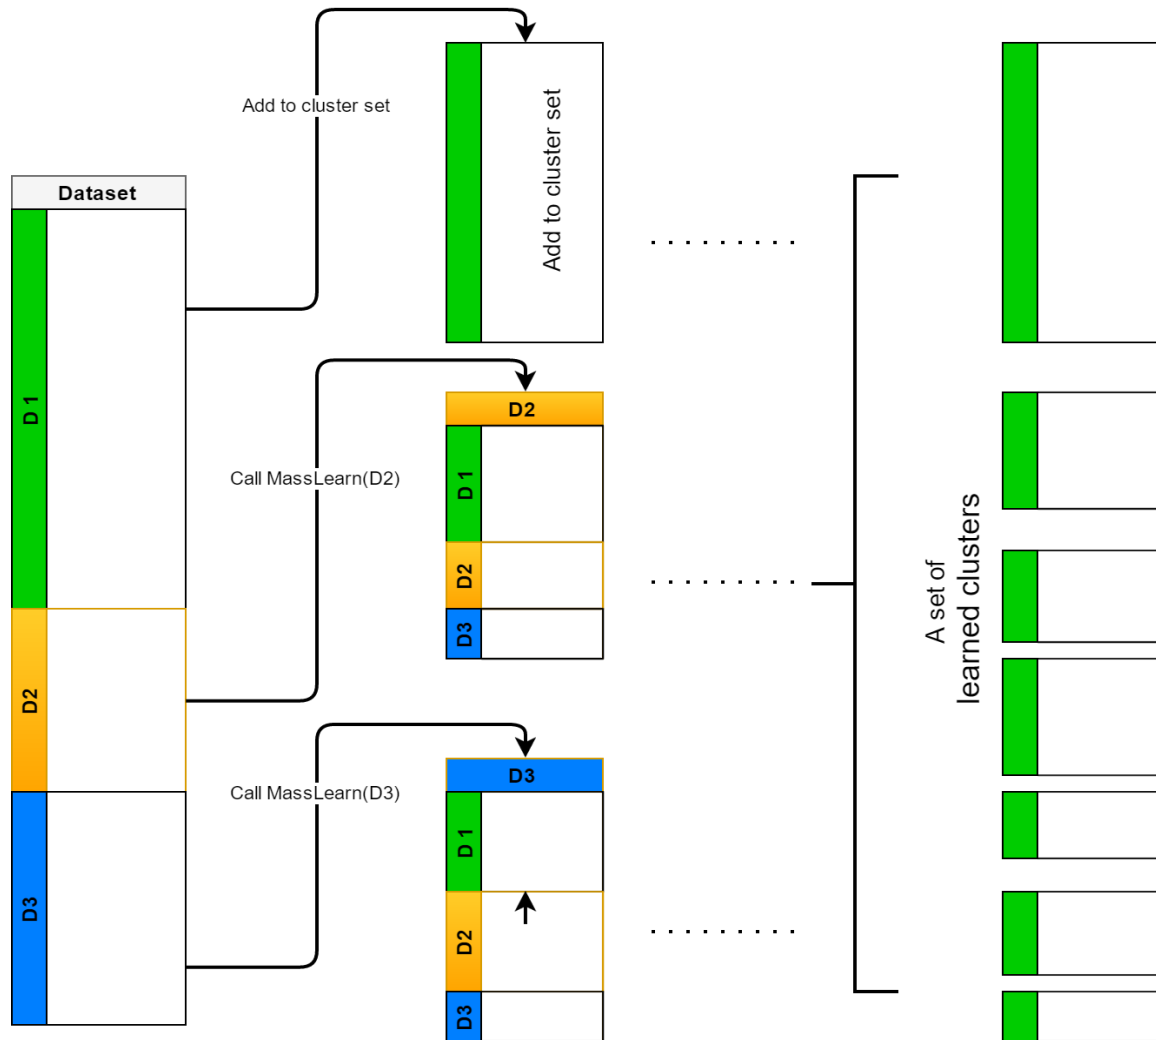 Dataset
D 1
D2
D3
Add to cluster set
Call MassLearn(D2)
Call MassLearn(D3)
Add to cluster set
D2
D 1
D2
D3
D3
D 1
D2
D3
A set of
learned clusters